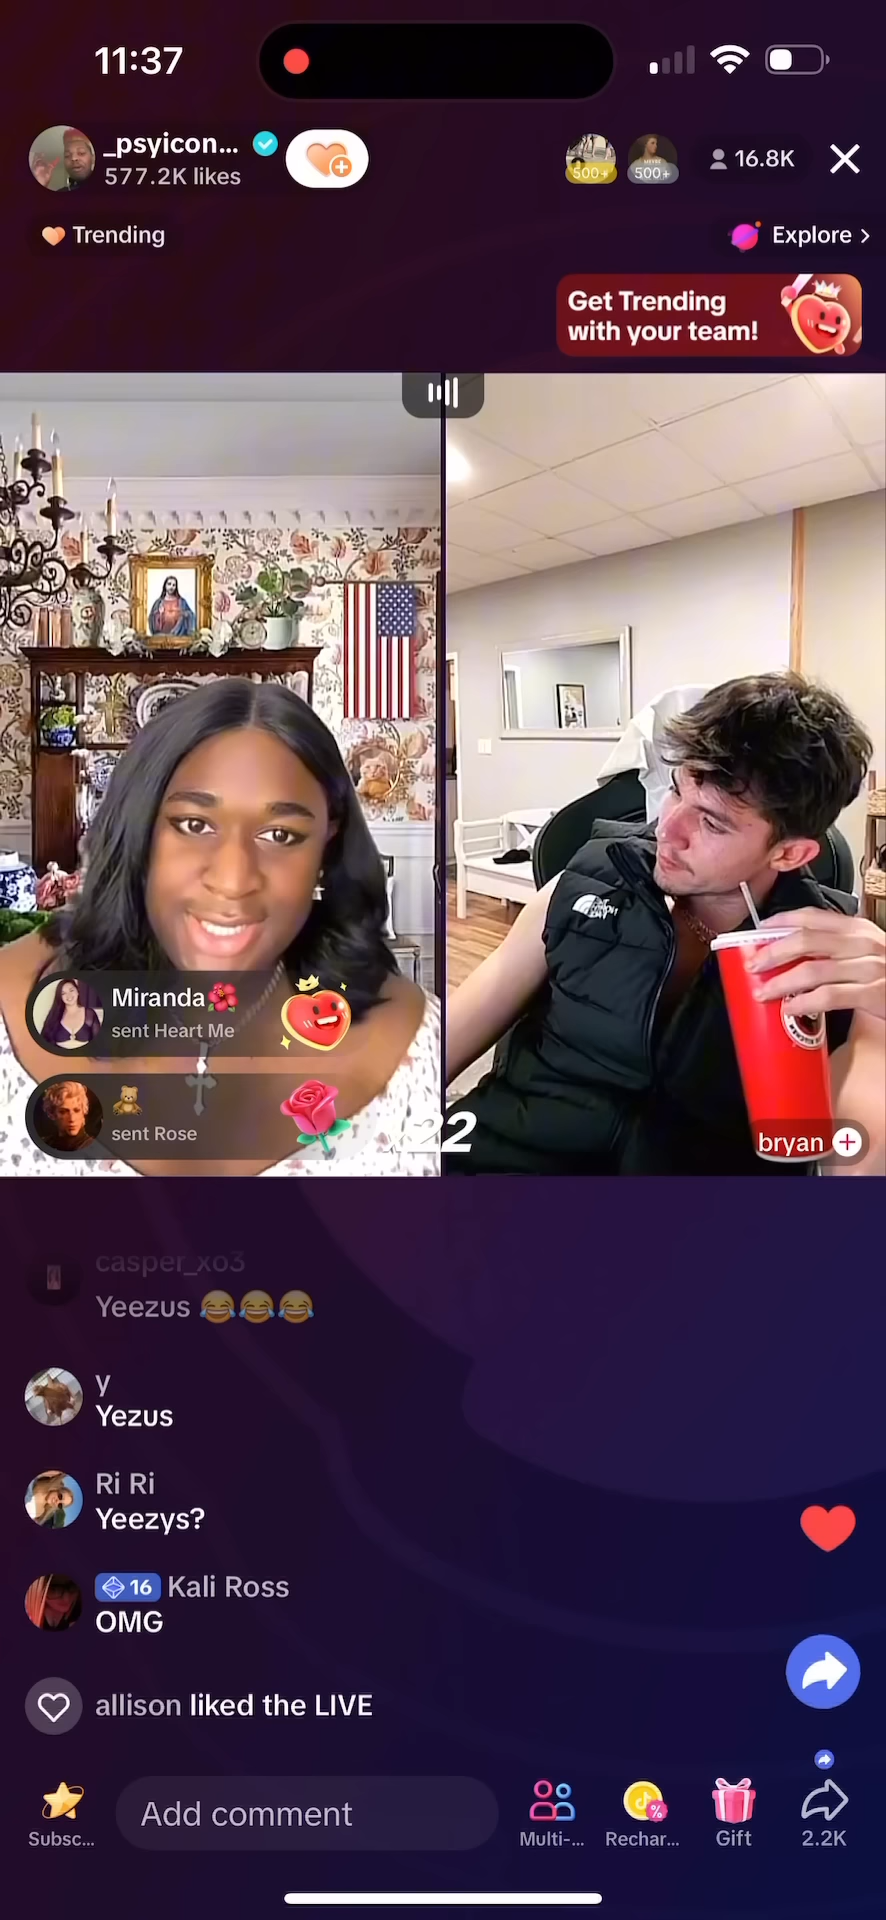 11:37
_psyicon...
577.2K likes
500+
500+
16.8K
Trending
Explore >
Get Trending
with your team!
Miranda🌺
sent Heart Me
🧸
sent Rose
22
bryan
casper_xo3
Yeezus 😂😂😂
y
Yezus
Ri Ri
Yeezys?
16 Kali Ross
OMG
allison liked the LIVE
Subsc...
Add comment
Multi-...
Rechar...
Gift
2.2K